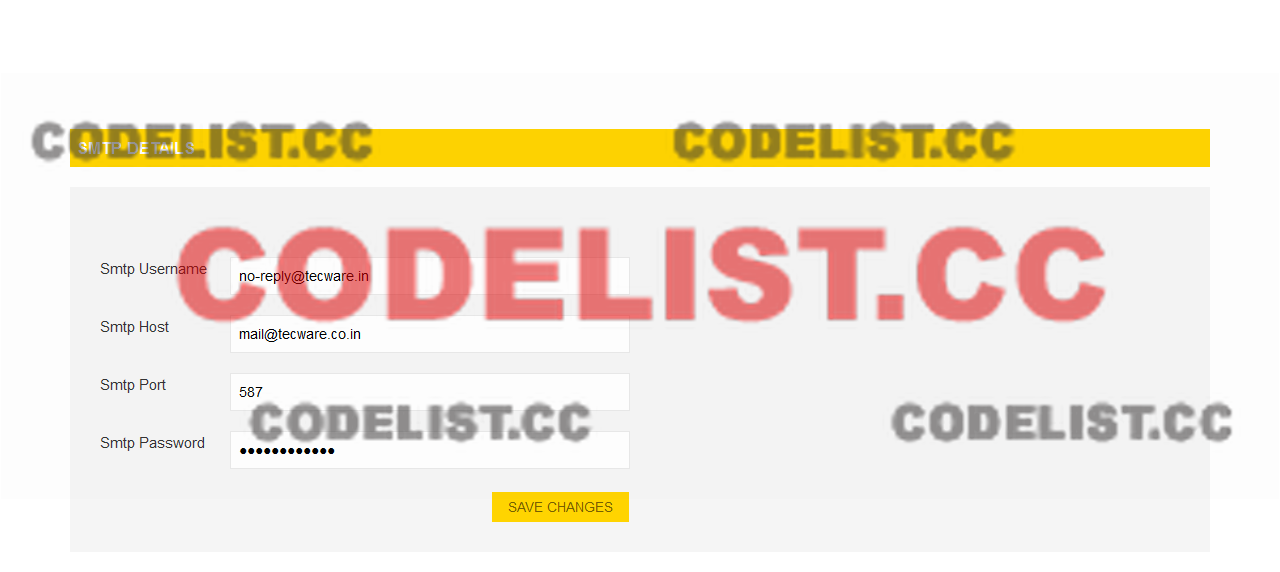 CODELIST.CC CODELIST.CC
SMTP DETAILS
CODELIST.CC
Smtp Username no-reply@tecware.in
Smtp Host mail@tecware.co.in
Smtp Port 587
CODELIST.CC CODELIST.CC
Smtp Password ••••••••••••
SAVE CHANGES